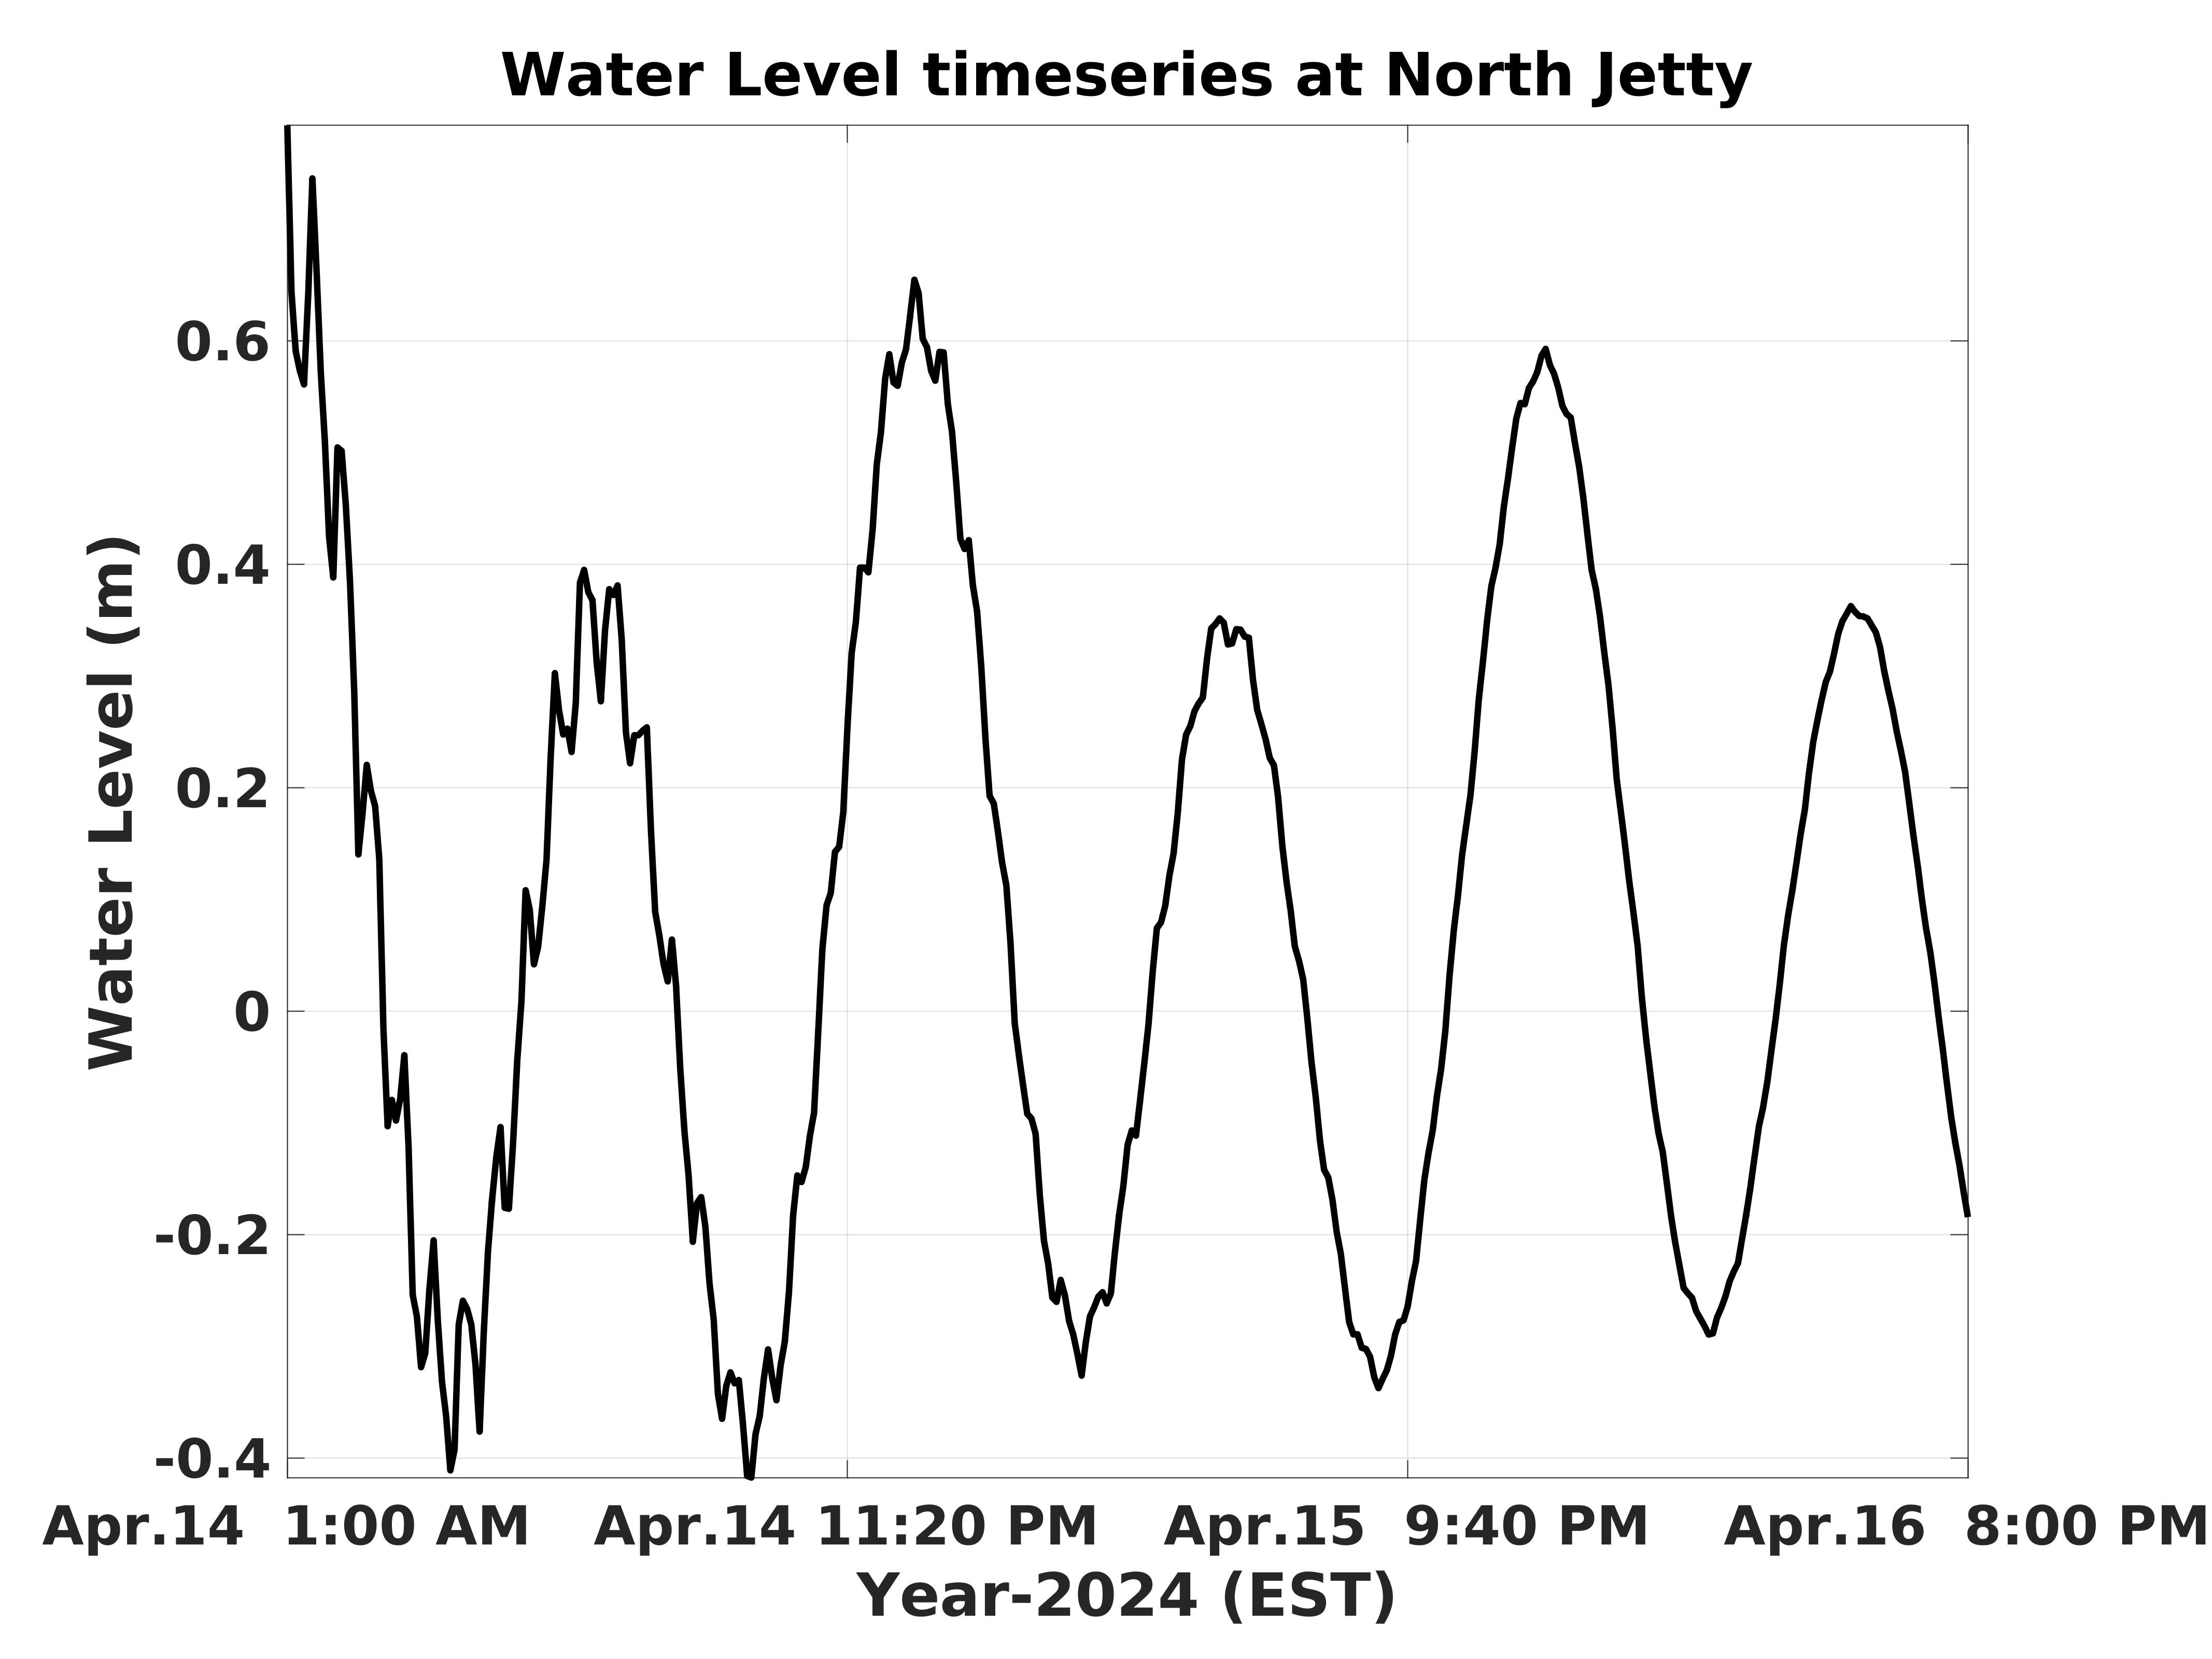 Water Level timeseries at North Jetty
Water Level (m)
0.6
0.4
0.2
0
-0.2
-0.4
Apr.14  1:00 AM
Apr.14 11:20 PM
Apr.15  9:40 PM
Apr.16  8:00 PM
Year-2024 (EST)